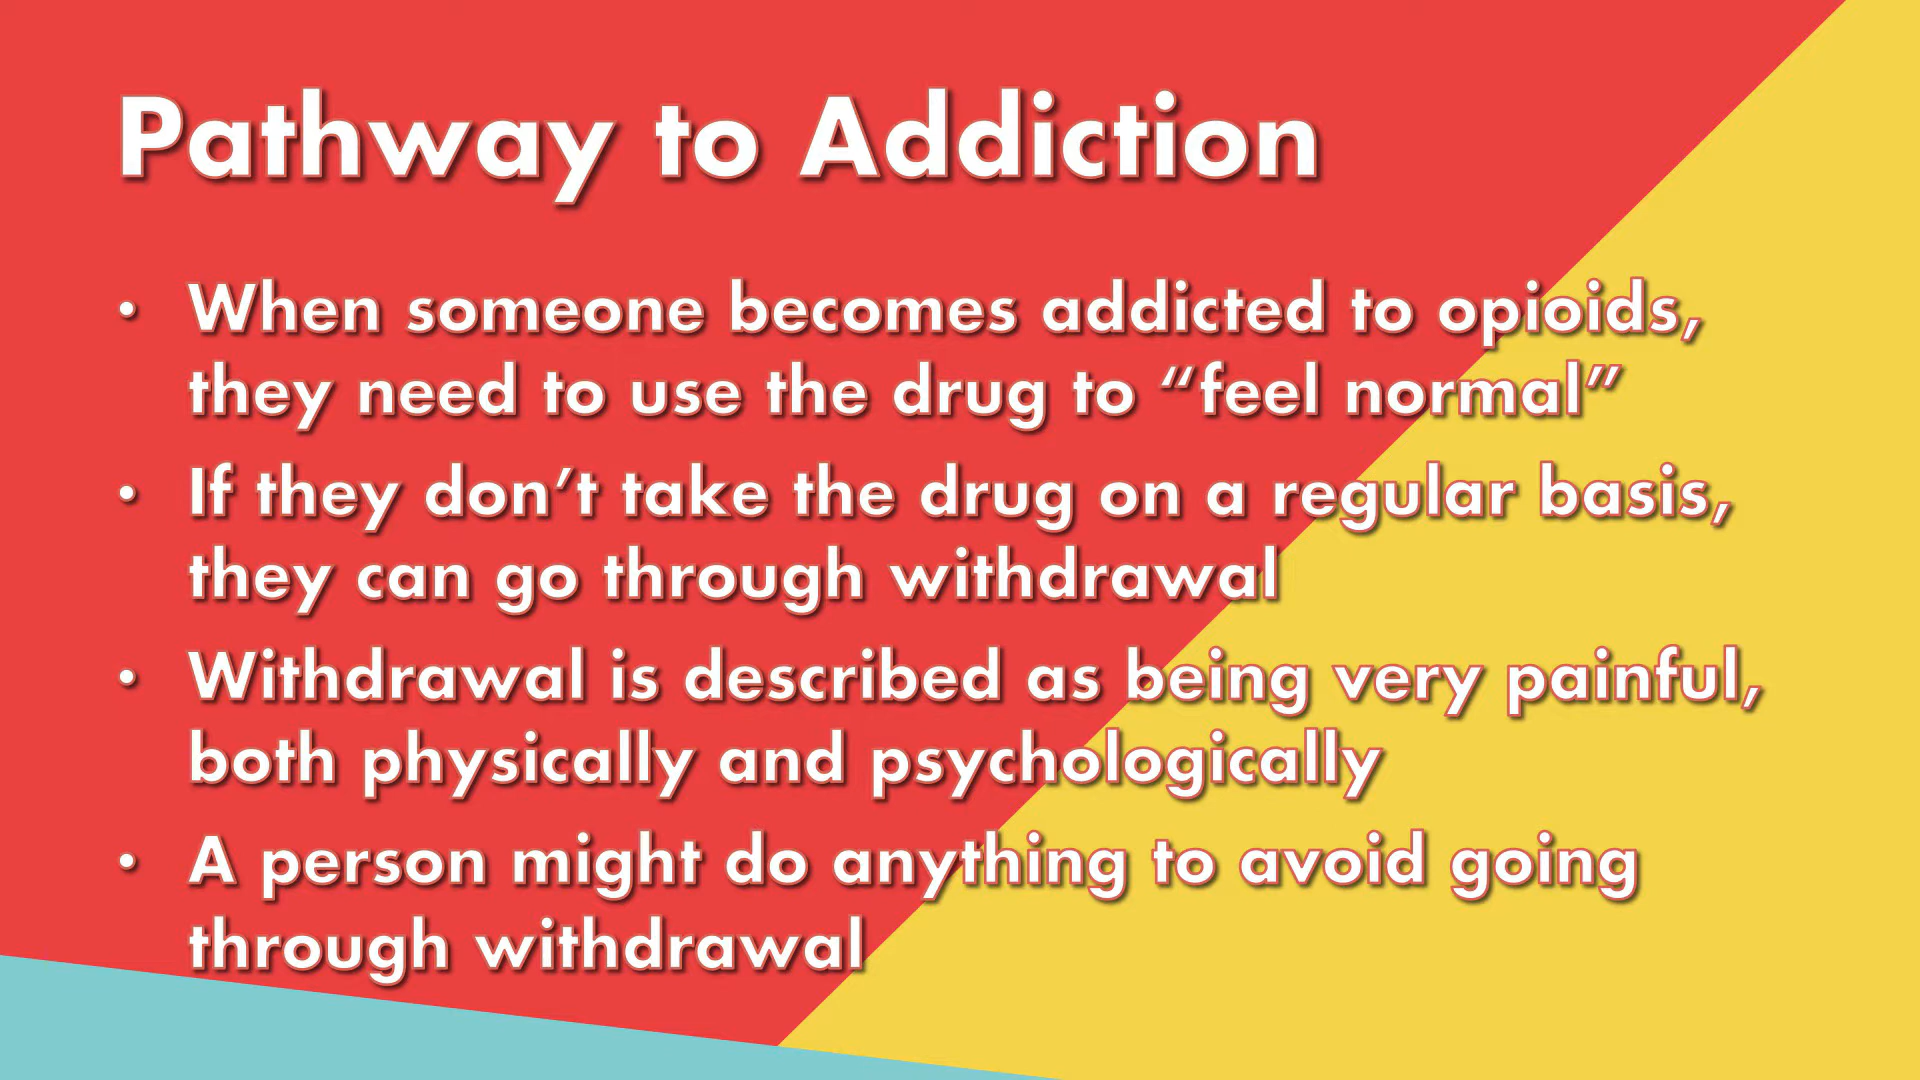 Pathway to Addiction
• When someone becomes addicted to opioids,
they need to use the drug to “feel normal”
• If they don’t take the drug on a regular basis,
they can go through withdrawal
• Withdrawal is described as being very painful,
both physically and psychologically
• A person might do anything to avoid going
through withdrawal